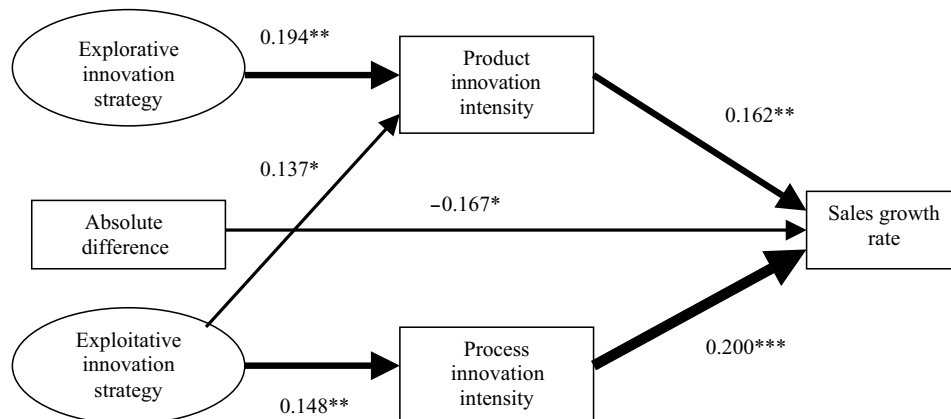 Explorative
innovation
strategy
0.194**
Product
innovation
intensity
0.162**
0.137*
Absolute
difference
−0.167*
Sales growth
rate
Exploitative
innovation
strategy
0.148**
Process
innovation
intensity
0.200***